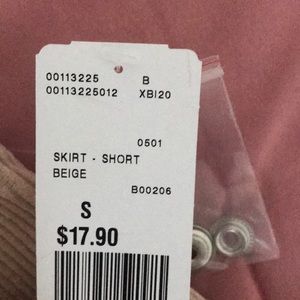 00113225 B
00113225012 XBI20
0501
SKIRT - SHORT
BEIGE
B00206
S
$17.90